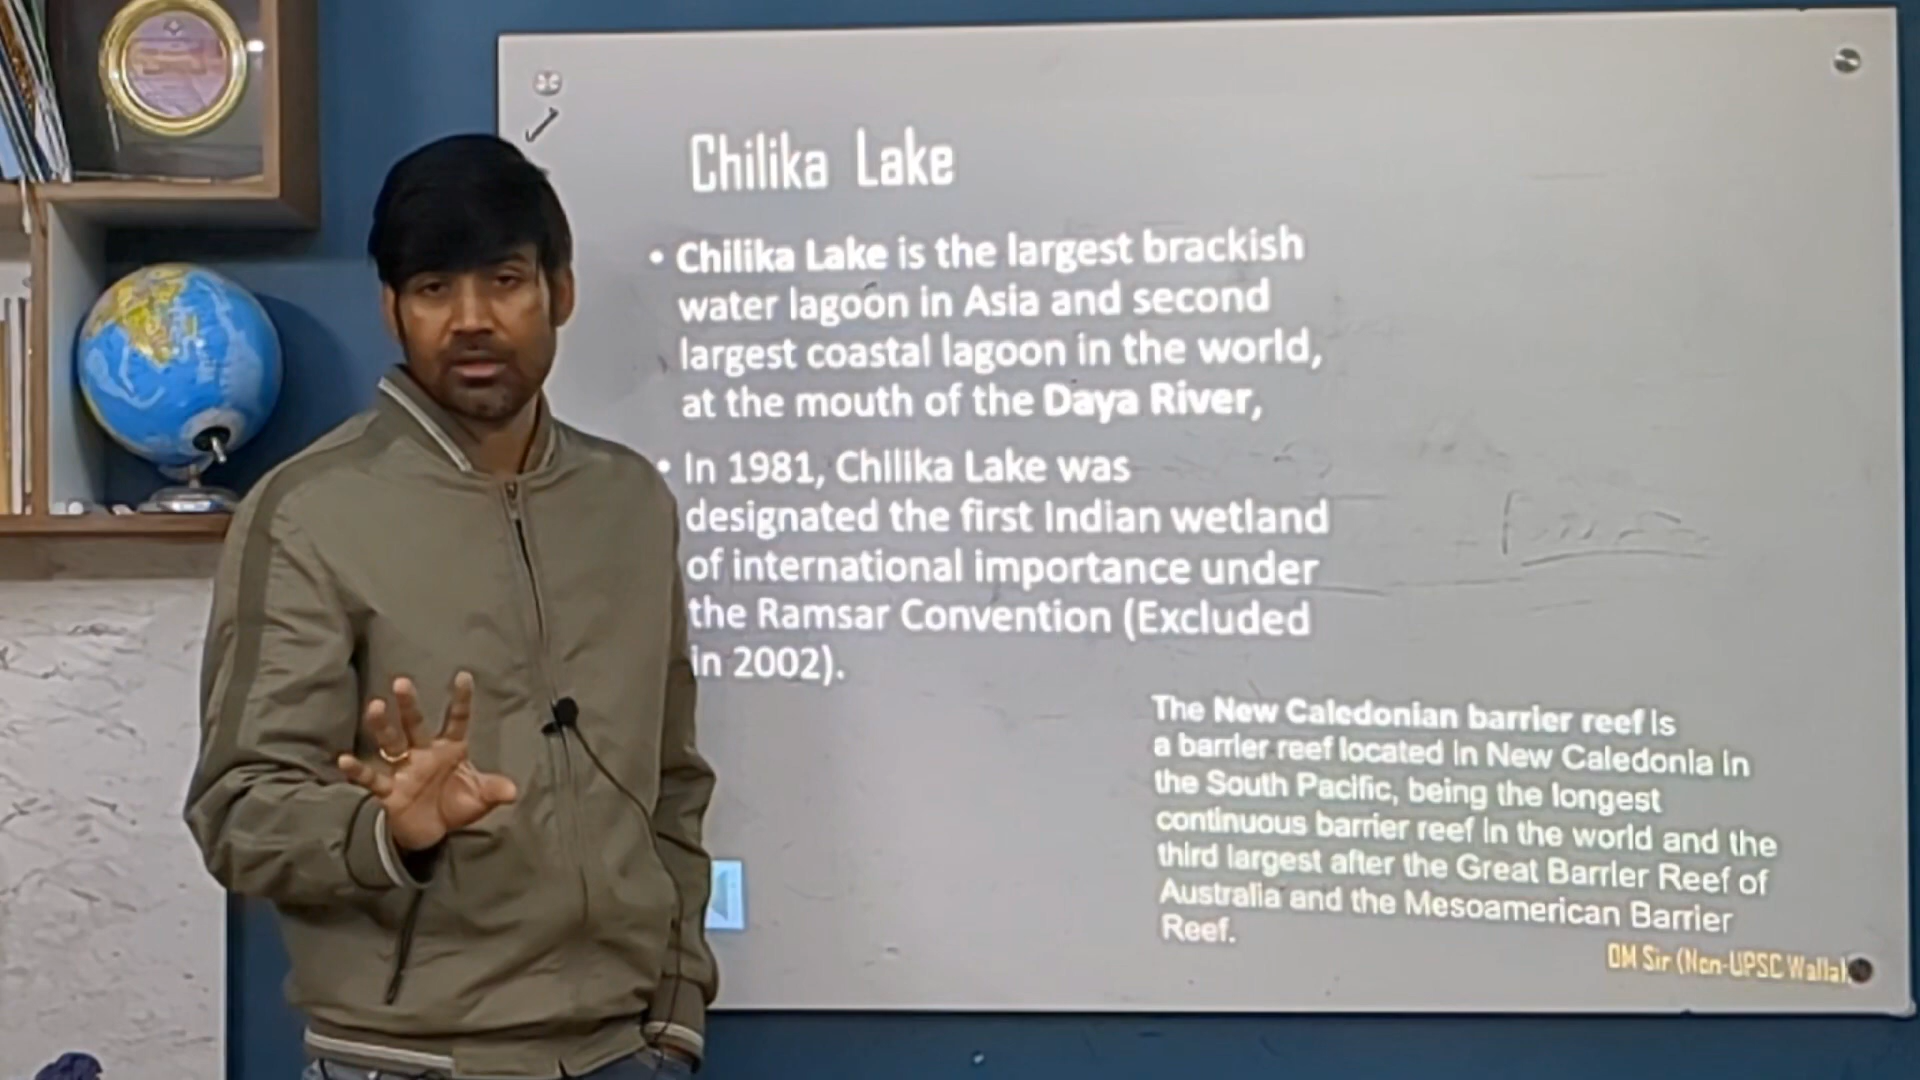 Chilika Lake
• Chilika Lake is the largest brackish
water lagoon in Asia and second
largest coastal lagoon in the world,
at the mouth of the Daya River,
• In 1981, Chilika Lake was
designated the first Indian wetland
of international importance under
the Ramsar Convention (Excluded
in 2002).
The New Caledonian barrier reef is
a barrier reef located in New Caledonia in
the South Pacific, being the longest
continuous barrier reef in the world and the
third largest after the Great Barrier Reef of
Australia and the Mesoamerican Barrier
Reef.
OM Sir (Non-UPSC Walla)